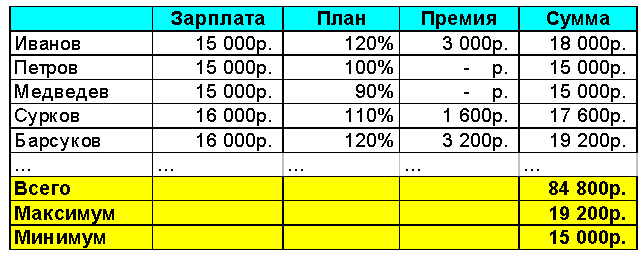 Зарплата План Премия Сумма
Иванов 15 000р. 120% 3 000р. 18 000р.
Петров 15 000р. 100% - р. 15 000р.
Медведев 15 000р. 90% - р. 15 000р.
Сурков 16 000р. 110% 1 600р. 17 600р.
Барсуков 16 000р. 120% 3 200р. 19 200р.
... ... ... ... ...
Всего 84 800р.
Максимум 19 200р.
Минимум 15 000р.